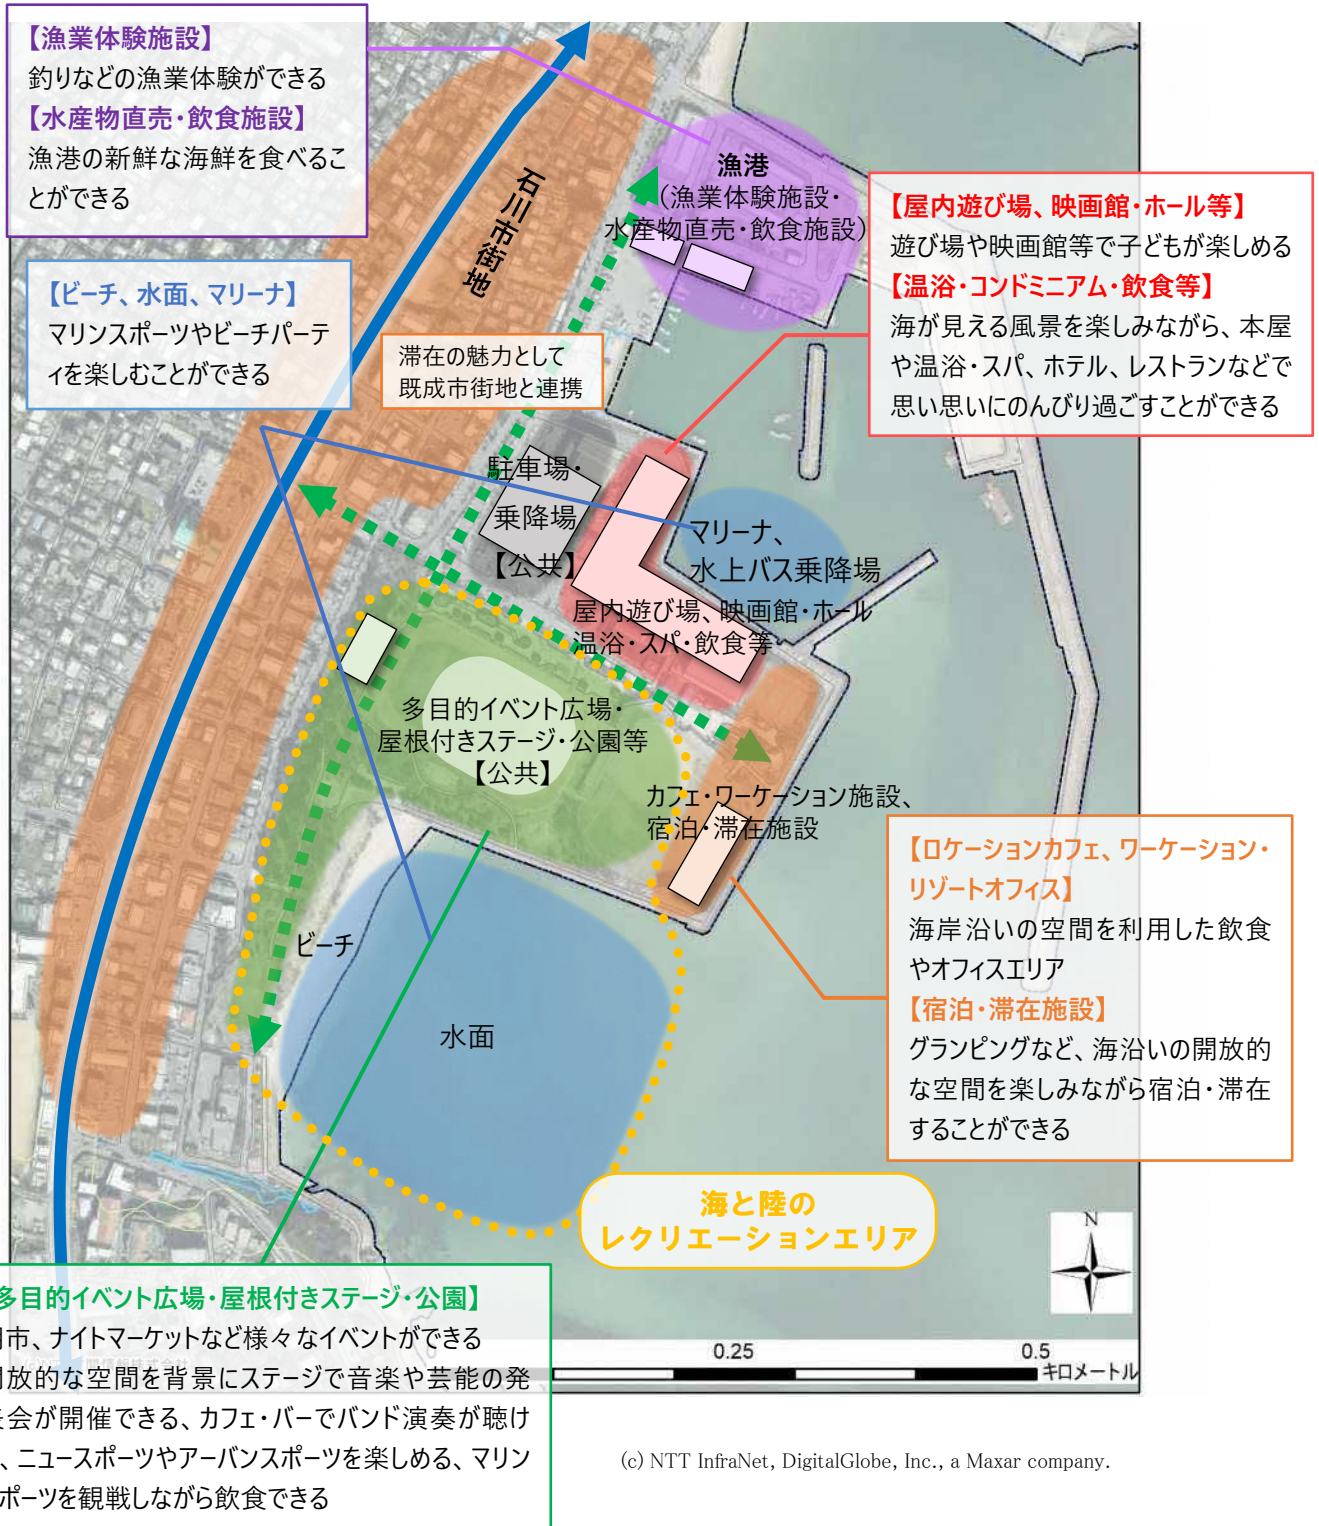 【漁業体験施設】
釣りなどの漁業体験ができる
【水産物直売・飲食施設】
漁港の新鮮な海鮮を食べるこ
とができる
漁港
（漁業体験施設・
水産物直売・飲食施設）
石川市街地
【屋内遊び場、映画館・ホール等】
遊び場や映画館等で子どもが楽しめる
【温浴・コンドミニアム・飲食等】
海が見える風景を楽しみながら、本屋
や温浴・スパ、ホテル、レストランなどで
思い思いにのんびり過ごすことができる
【ビーチ、水面、マリーナ】
マリンスポーツやビーチパーテ
ィを楽しむことができる
滞在の魅力として
既成市街地と連携
駐車場・
乗降場
【公共】
マリーナ、
水上バス乗降場
屋内遊び場、映画館・ホール
温浴・スパ・飲食等
多目的イベント広場・
屋根付きステージ・公園等
【公共】
カフェ・ワーケーション施設、
宿泊・滞在施設
【ロケーションカフェ、ワーケーション・
リゾートオフィス】
海岸沿いの空間を利用した飲食
やオフィスエリア
【宿泊・滞在施設】
グランピングなど、海沿いの開放的
な空間を楽しみながら宿泊・滞在
することができる
ビーチ
水面
海と陸の
レクリエーションエリア
N
多目的イベント広場・屋根付きステージ・公園】
市、ナイトマーケットなど様々なイベントができる
放的な空間を背景にステージで音楽や芸能の発
会が開催できる、カフェ・バーでバンド演奏が聴け
、ニュースポーツやアーバンスポーツを楽しめる、マリン
ポーツを観戦しながら飲食できる
0.25
0.5
キロメートル
(c) NTT InfraNet, DigitalGlobe, Inc., a Maxar company.